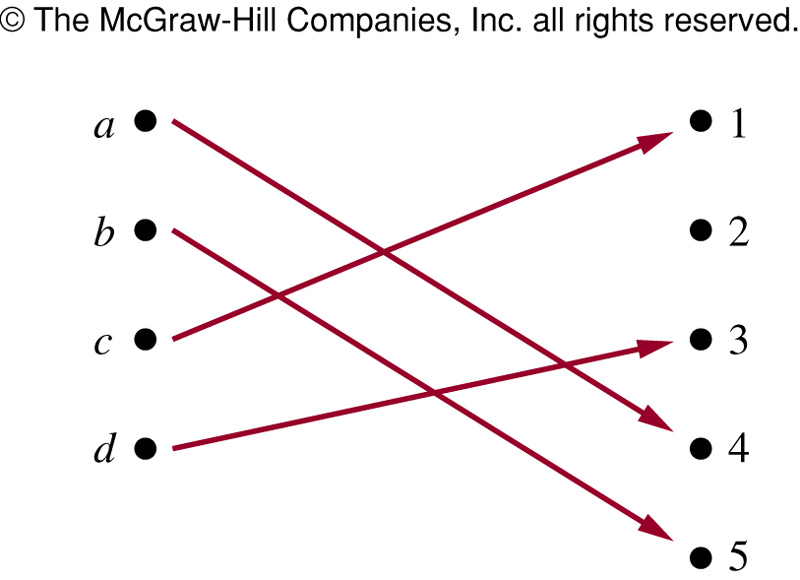 © The McGraw-Hill Companies, Inc. all rights reserved.
a 1
b 2
c 3
d 4
5